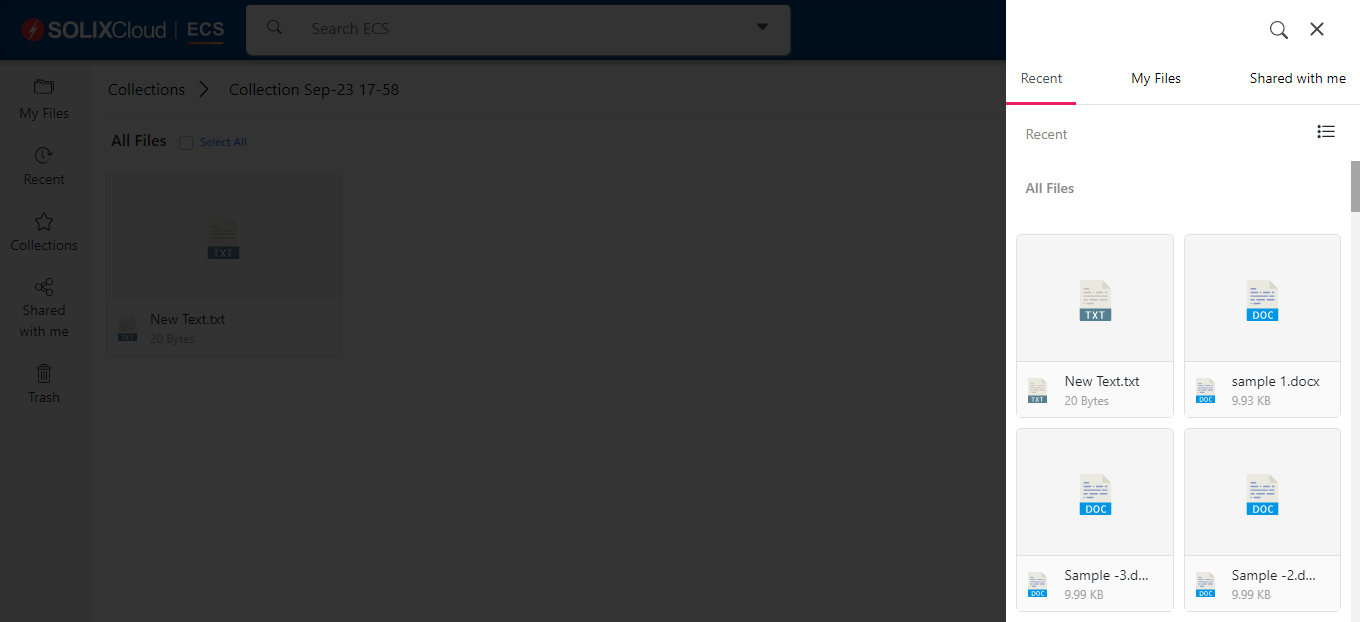 SOLIXCloud | ECS
Search ECS
My Files
Recent
Collections
Shared
with me
Trash
Collections
Collection Sep-23 17-58
All Files
Select All
TXT
TXT
New Text.txt
20 Bytes
Recent
My Files
Shared with me
Recent
All Files
TXT
TXT
New Text.txt
20 Bytes
DOC
DOC
sample 1.docx
9.93 KB
DOC
DOC
Sample -3.d...
9.99 KB
DOC
DOC
Sample -2.d...
9.99 KB